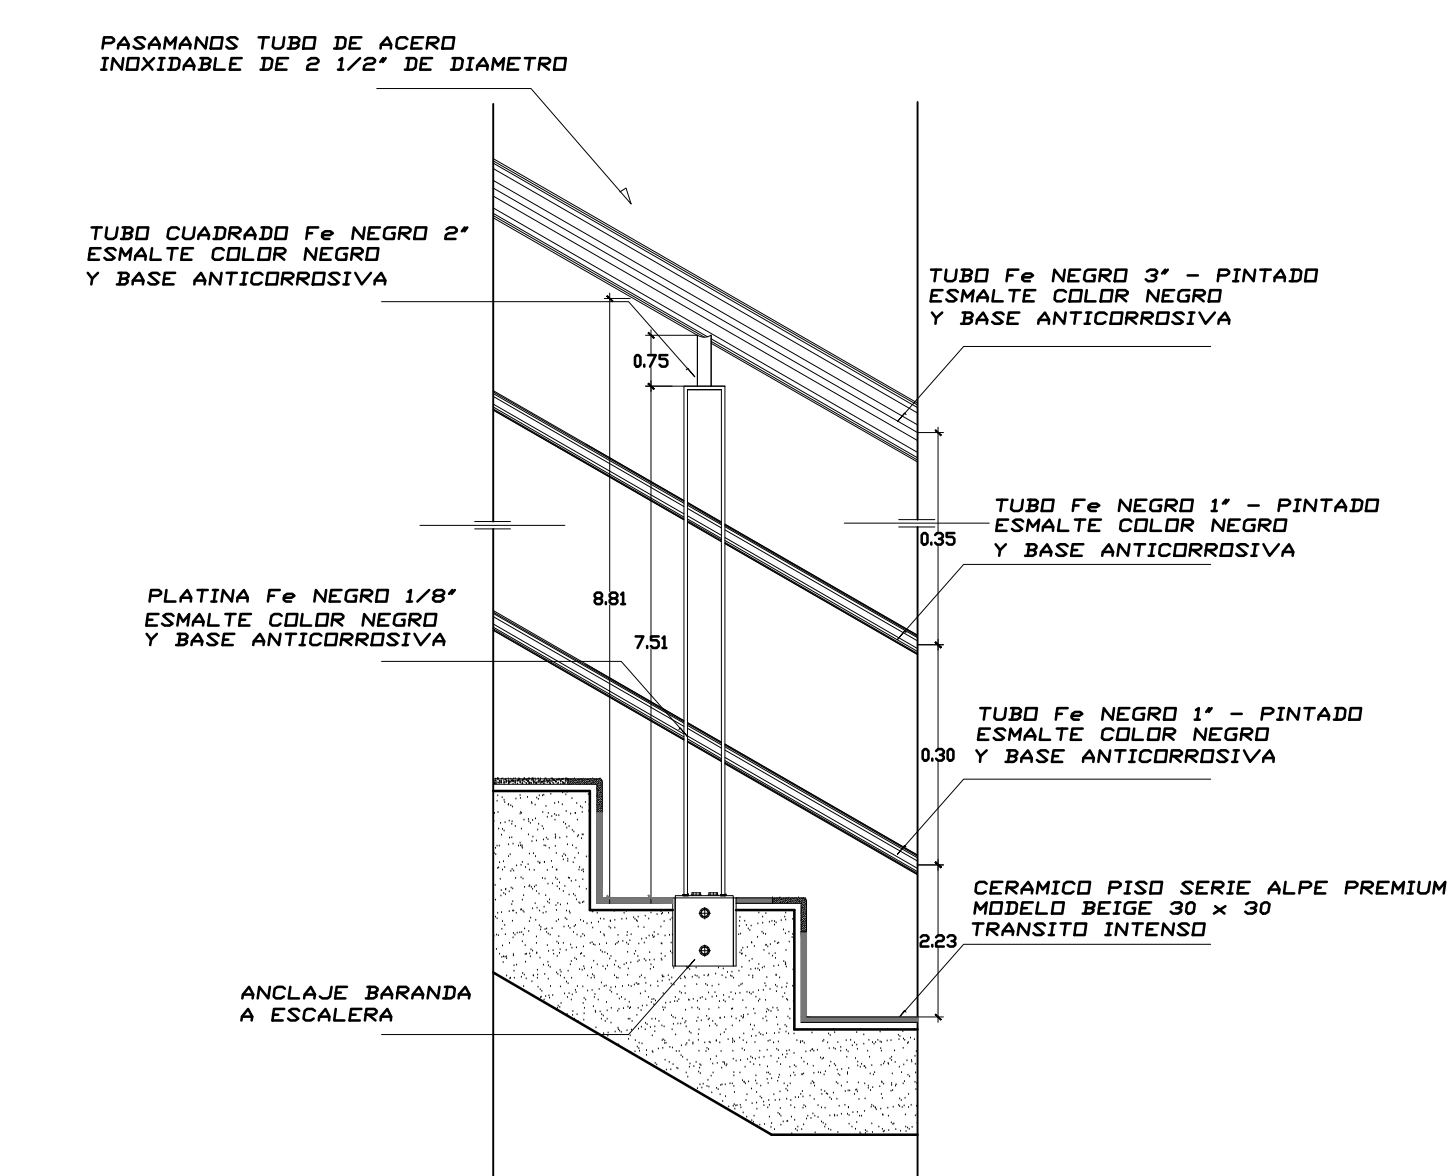 PASAMANOS TUBO DE ACERO
INOXIDABLE DE 2 1/2" DE DIAMETRO
TUBO CUADRADO Fe NEGRO 2"
ESMALTE COLOR NEGRO
Y BASE ANTICORROSIVA
TUBO Fe NEGRO 3" - PINTADO
ESMALTE COLOR NEGRO
Y BASE ANTICORROSIVA
0.75
TUBO Fe NEGRO 1" - PINTADO
ESMALTE COLOR NEGRO
Y BASE ANTICORROSIVA
0.35
PLATINA Fe NEGRO 1/8"
ESMALTE COLOR NEGRO
Y BASE ANTICORROSIVA
8.81
7.51
TUBO Fe NEGRO 1" - PINTADO
ESMALTE COLOR NEGRO
Y BASE ANTICORROSIVA
0.30
CERAMICO PISO SERIE ALPE PREMIUM
MODELO BEIGE 30 x 30
TRANSITO INTENSO
2.23
ANCLAJE BARANDA
A ESCALERA